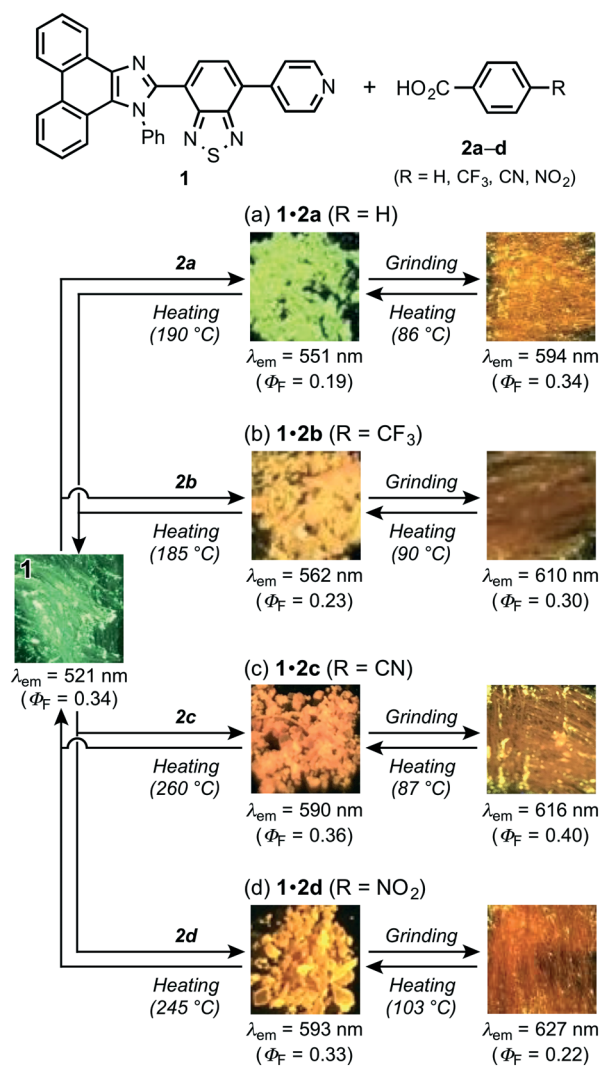 N
N
Ph
N
S
N
N
1
+
HO2C
R
2a–d
(R = H, CF3, CN, NO2)
(a) 1•2a (R = H)
2a
Heating
(190 °C)
Grinding
Heating
(86 °C)
λem = 551 nm
(ΦF = 0.19)
λem = 594 nm
(ΦF = 0.34)
(b) 1•2b (R = CF3)
2b
Heating
(185 °C)
Grinding
Heating
(90 °C)
λem = 562 nm
(ΦF = 0.23)
λem = 610 nm
(ΦF = 0.30)
1
λem = 521 nm
(ΦF = 0.34)
(c) 1•2c (R = CN)
2c
Heating
(260 °C)
Grinding
Heating
(87 °C)
λem = 590 nm
(ΦF = 0.36)
λem = 616 nm
(ΦF = 0.40)
(d) 1•2d (R = NO2)
2d
Heating
(245 °C)
Grinding
Heating
(103 °C)
λem = 593 nm
(ΦF = 0.33)
λem = 627 nm
(ΦF = 0.22)